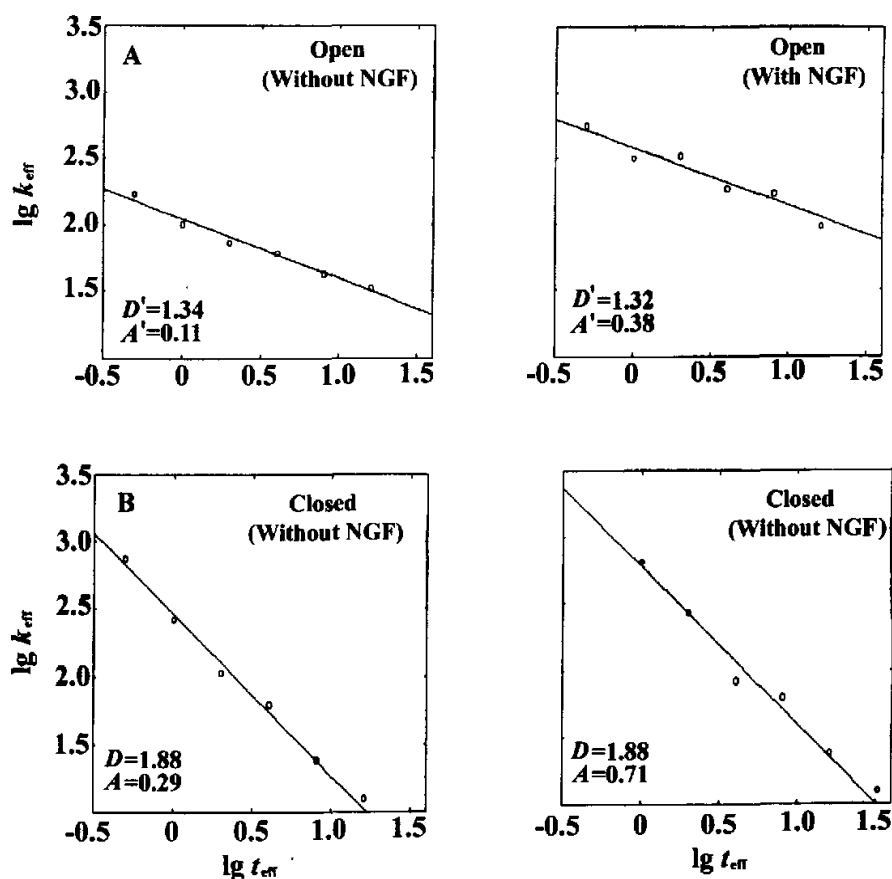 3.5
A
Open
(Without NGF)
3.0
2.5
lg k eff
2.0
1.5
D'=1.34
A'=0.11
-0.5 0 0.5 1.0 1.5
Open
(With NGF)
D'=1.32
A'=0.38
-0.5 0 0.5 1.0 1.5
3.5
B
Closed
(Without NGF)
3.0
2.5
lg k eff
2.0
1.5
D=1.88
A=0.29
-0.5 0 0.5 1.0 1.5
lg t eff
Closed
(Without NGF)
D=1.88
A=0.71
-0.5 0 0.5 1.0 1.5
lg t eff